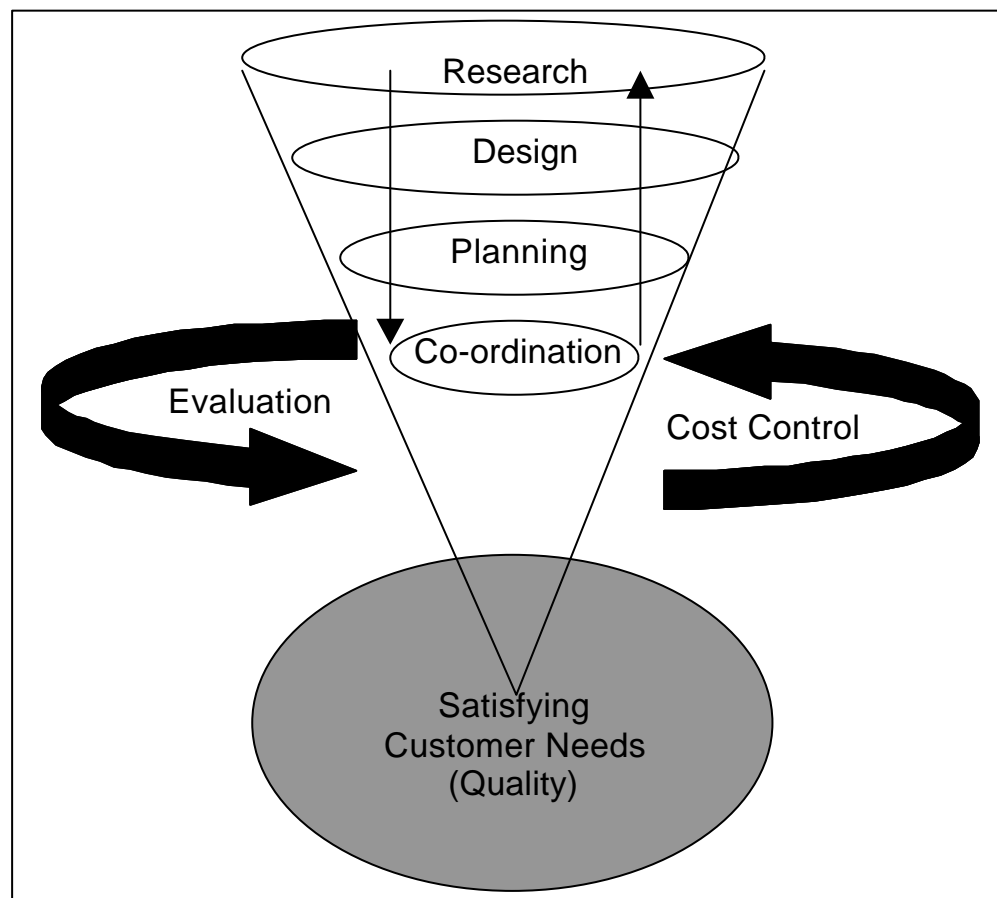 Research
Design
Planning
Co-ordination
Evaluation
Cost Control
Satisfying
Customer Needs
(Quality)